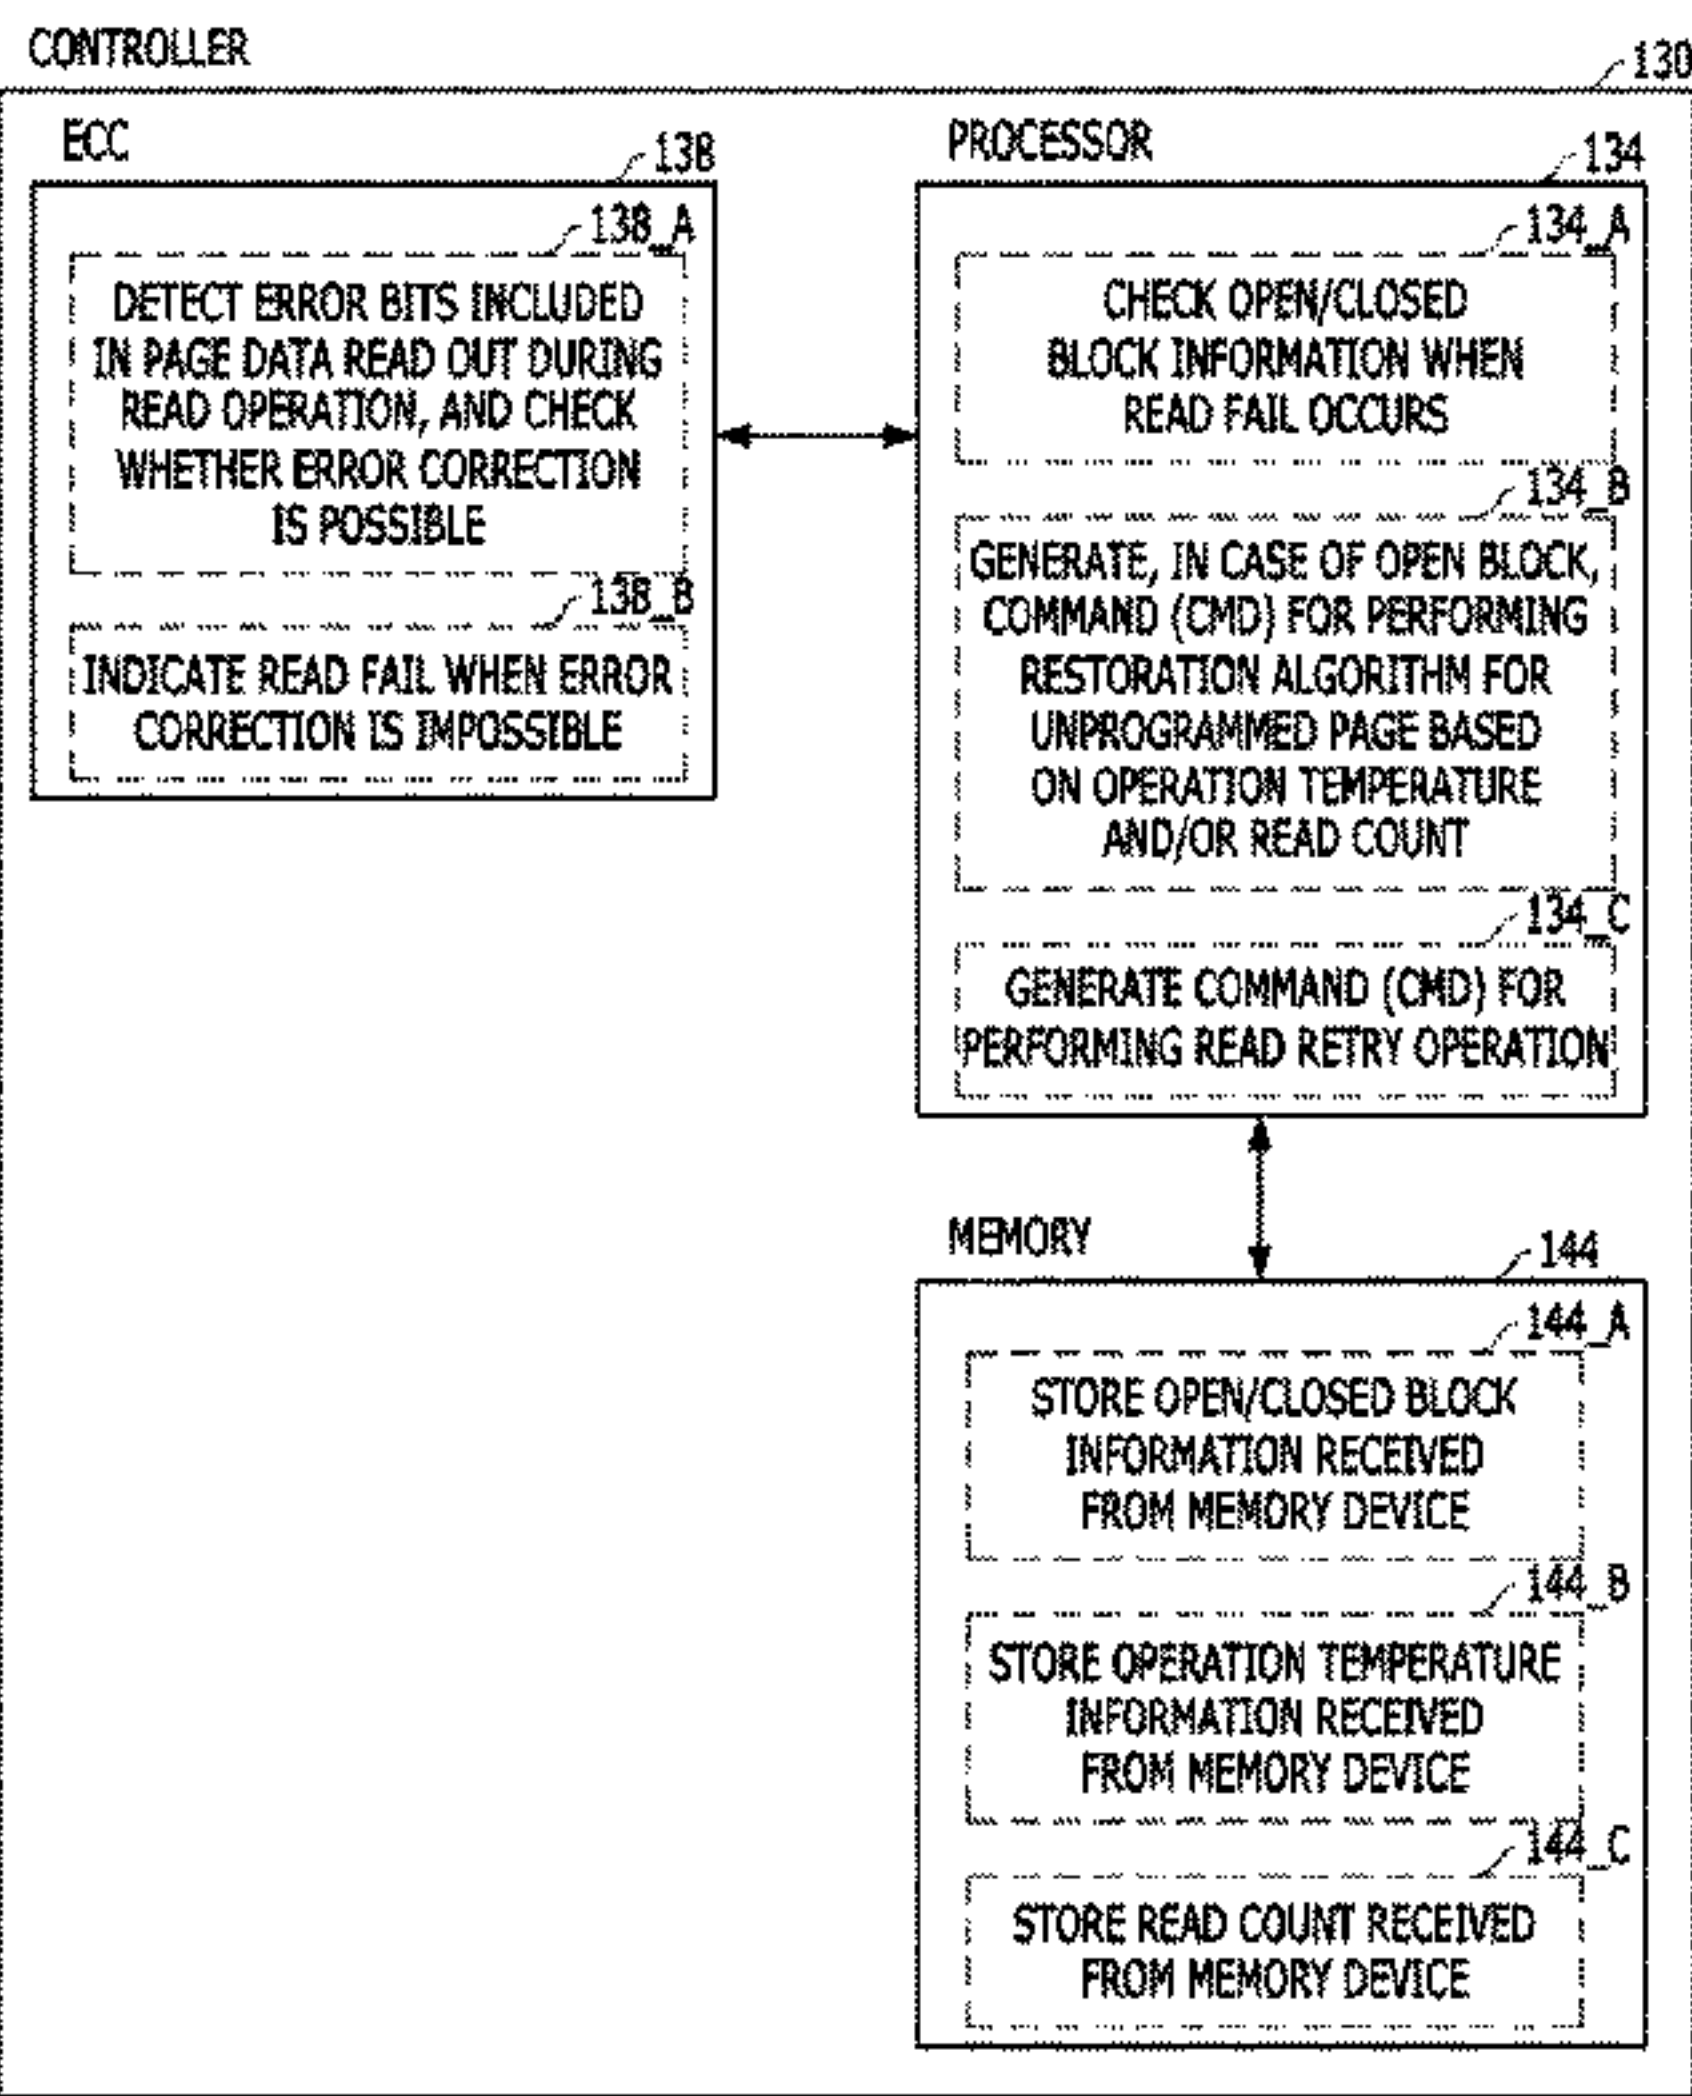 CONTROLLER
130
ECC
138
138_A
DETECT ERROR BITS INCLUDED
IN PAGE DATA READ OUT DURING
READ OPERATION, AND CHECK
WHETHER ERROR CORRECTION
IS POSSIBLE
138_B
INDICATE READ FAIL WHEN ERROR
CORRECTION IS IMPOSSIBLE
PROCESSOR
134
134_A
CHECK OPEN/CLOSED
BLOCK INFORMATION WHEN
READ FAIL OCCURS
134_B
GENERATE, IN CASE OF OPEN BLOCK,
COMMAND (CMD) FOR PERFORMING
RESTORATION ALGORITHM FOR
UNPROGRAMMED PAGE BASED
ON OPERATION TEMPERATURE
AND/OR READ COUNT
134_C
GENERATE COMMAND (CMD) FOR
PERFORMING READ RETRY OPERATION
MEMORY
144
144_A
STORE OPEN/CLOSED BLOCK
INFORMATION RECEIVED
FROM MEMORY DEVICE
144_B
STORE OPERATION TEMPERATURE
INFORMATION RECEIVED
FROM MEMORY DEVICE
144_C
STORE READ COUNT RECEIVED
FROM MEMORY DEVICE